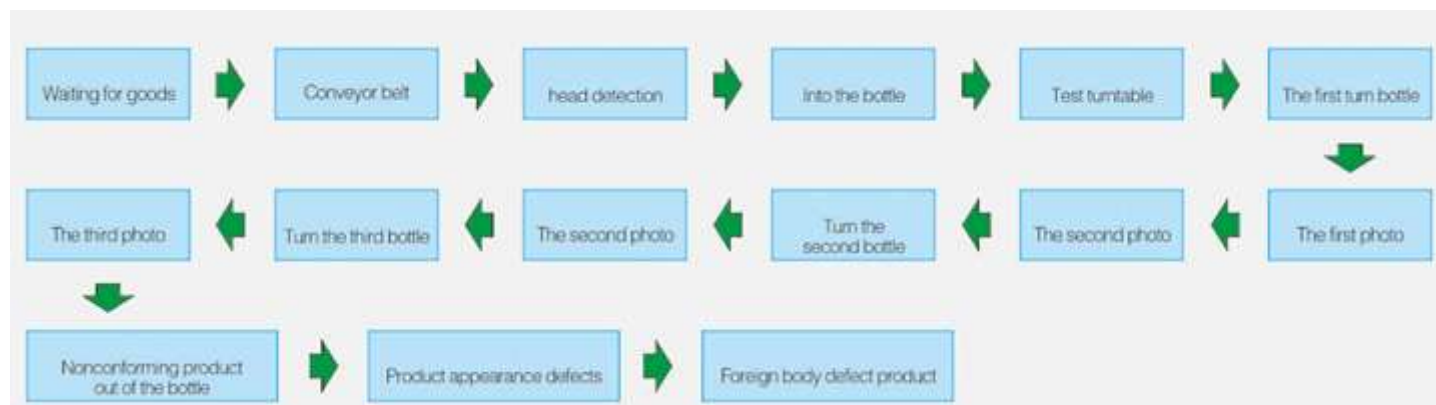 Waiting for goods
Conveyor belt
head detection
Into the bottle
Test turntable
The first turn bottle
The first photo
The second photo
Turn the
second bottle
The second photo
Turn the third bottle
The third photo
Nonconforming product
out of the bottle
Product appearance defects
Foreign body defect product